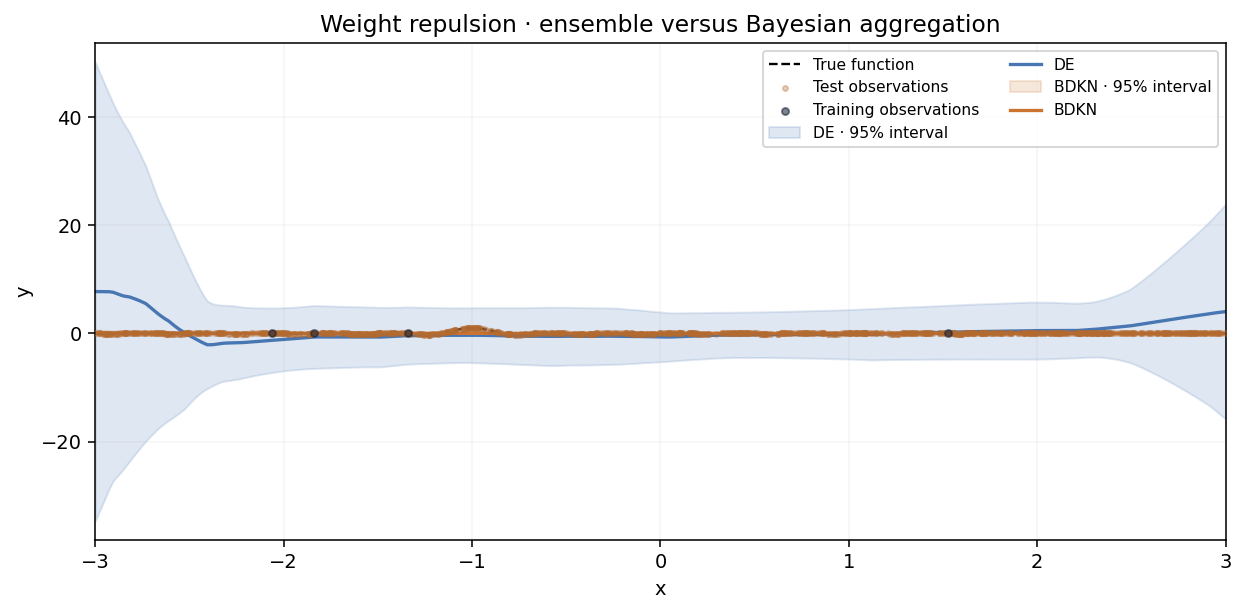 Weight repulsion · ensemble versus Bayesian aggregation
True function
Test observations
Training observations
DE · 95% interval
DE
BDKN · 95% interval
BDKN
y
40
20
0
−20
−3
−2
−1
0
1
2
3
x